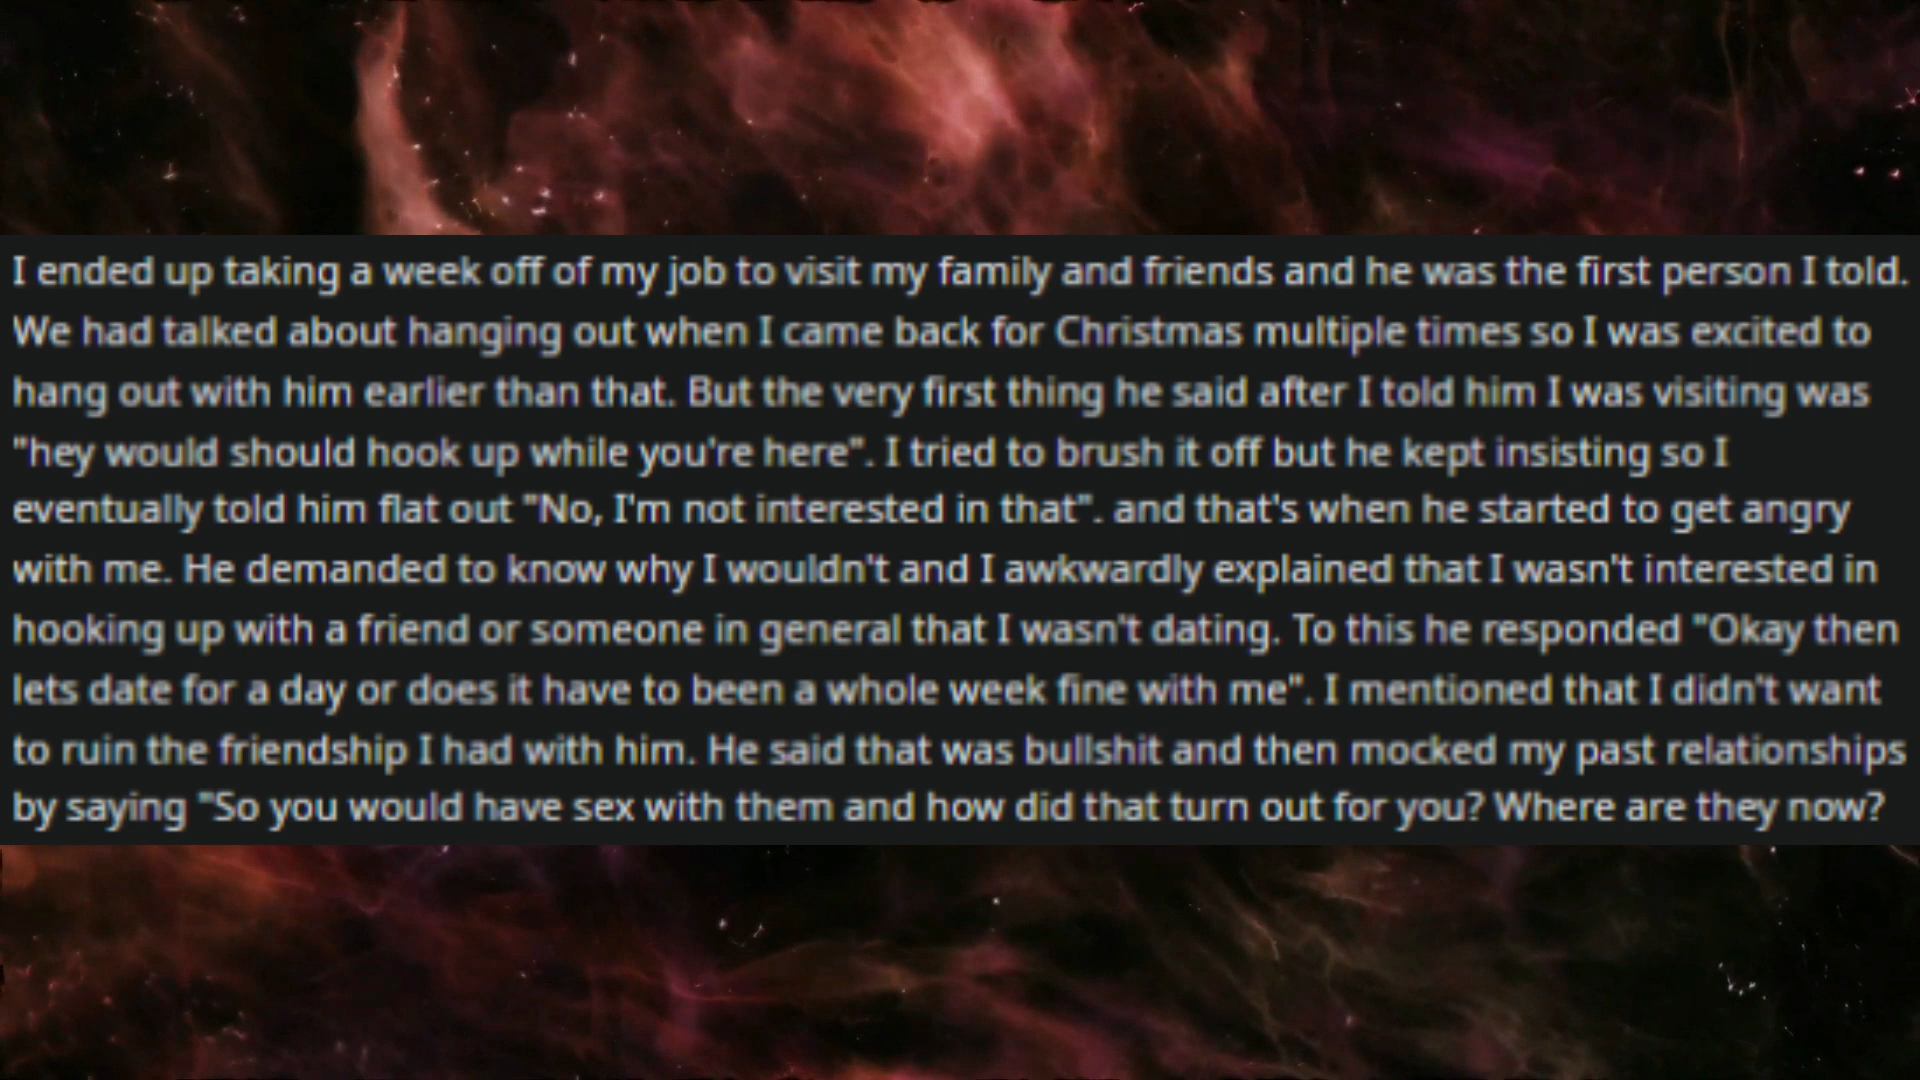 I ended up taking a week off of my job to visit my family and friends and he was the first person I told.
We had talked about hanging out when I came back for Christmas multiple times so I was excited to
hang out with him earlier than that. But the very first thing he said after I told him I was visiting was
"hey would should hook up while you're here". I tried to brush it off but he kept insisting so I
eventually told him flat out "No, I'm not interested in that". and that's when he started to get angry
with me. He demanded to know why I wouldn't and I awkwardly explained that I wasn't interested in
hooking up with a friend or someone in general that I wasn't dating. To this he responded "Okay then
lets date for a day or does it have to been a whole week fine with me". I mentioned that I didn't want
to ruin the friendship I had with him. He said that was bullshit and then mocked my past relationships
by saying "So you would have sex with them and how did that turn out for you? Where are they now?